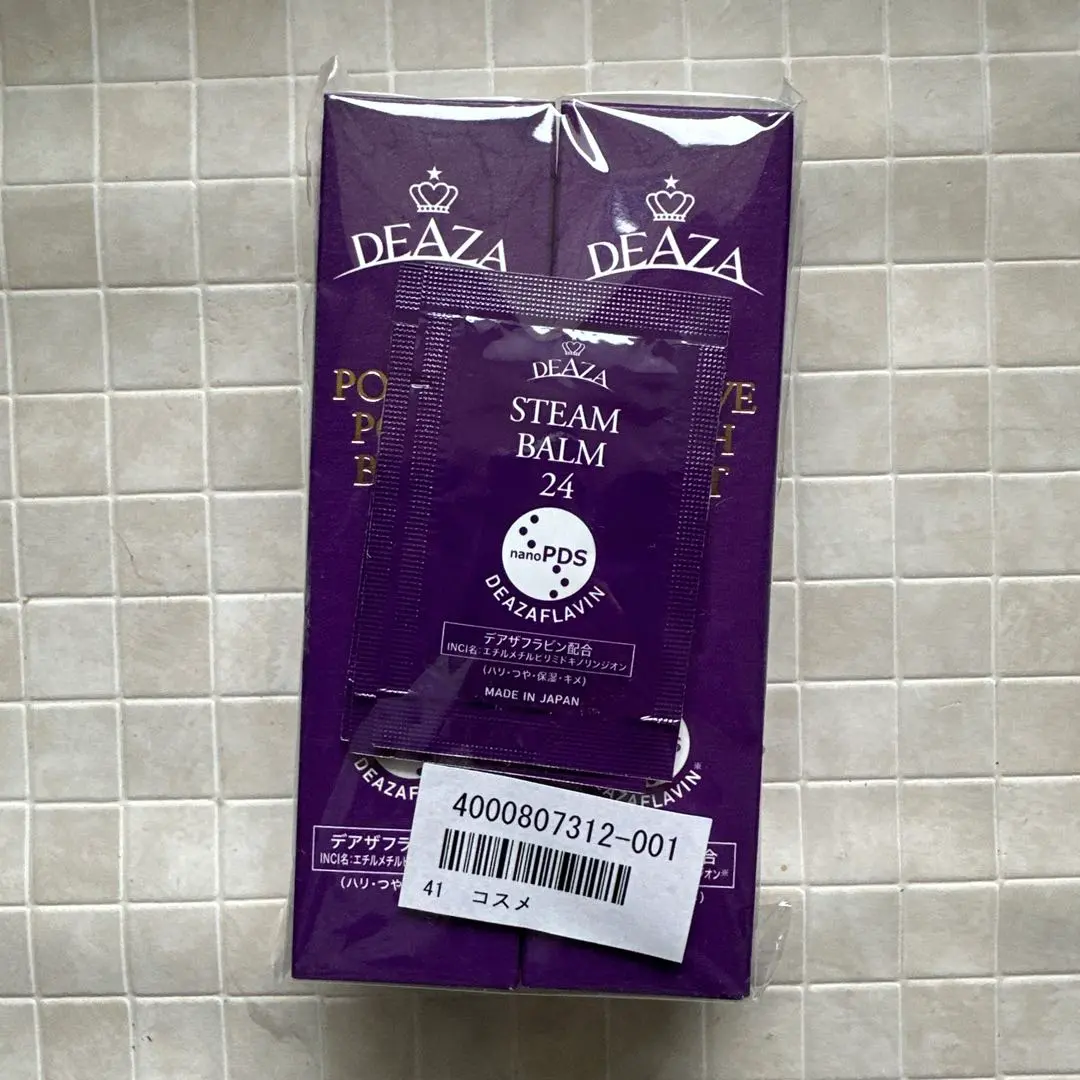 DEAZA
DEAZA
DEAZA
STEAM
BALM
24
nanoPDS
DEAZAFLAVIN
デアザフラビン配合
INCI名:エチルメチルピリミドキノリンジオン
(ハリ・つや・保湿・キメ)
MADE IN JAPAN
4000807312-001
41 コスメ